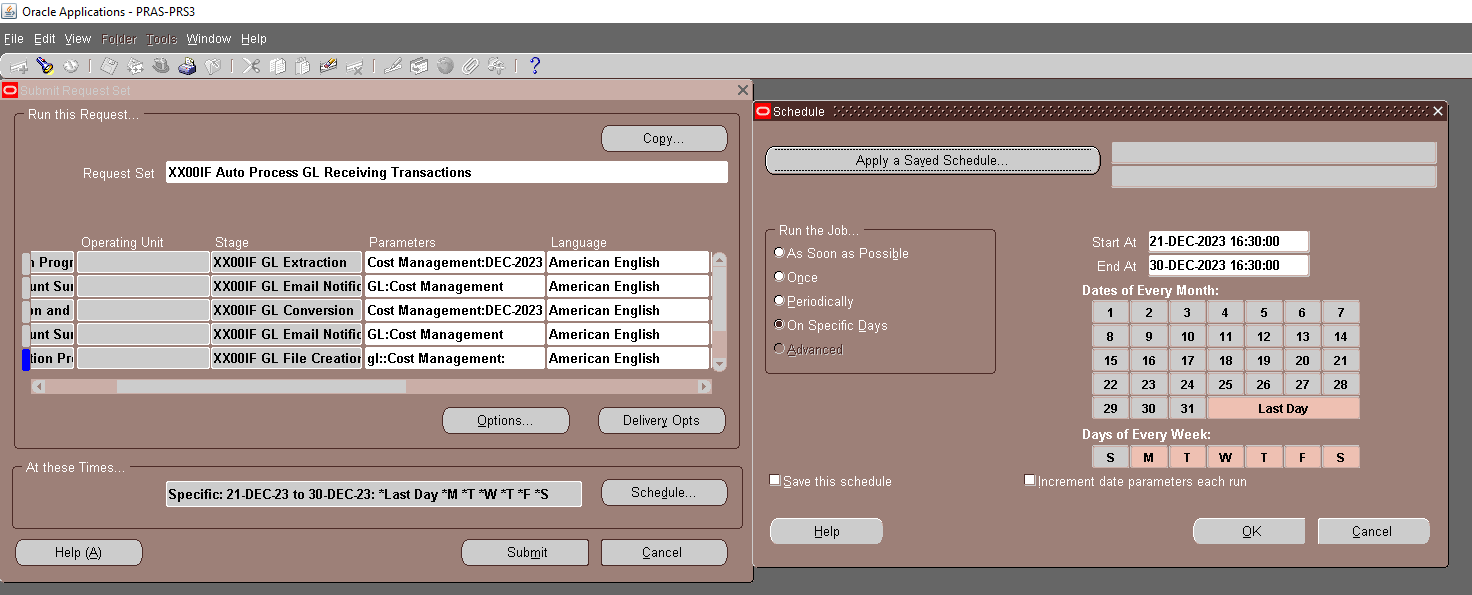 Oracle Applications - PRAS-PRS3
File Edit View Folder Tools Window Help
Submit Request Set
Run this Request...
Copy...
Request Set XX00IF Auto Process GL Receiving Transactions
Operating Unit Stage Parameters Language
Progr XX00IF GL Extraction Cost Management:DEC-2023 American English
unt Sur XX00IF GL Email Notific GL:Cost Management American English
on and XX00IF GL Conversion Cost Management:DEC-2023 American English
unt Sur XX00IF GL Email Notific GL:Cost Management American English
tion Pr XX00IF GL File Creation gl::Cost Management: American English
Options... Delivery Opts
At these Times...
Specific: 21-DEC-23 to 30-DEC-23: *Last Day *M *T *W *T *F *S
Schedule...
Help (A) Submit Cancel
Schedule
Apply a Saved Schedule...
Run the Job...
As Soon as Possible
Once
Periodically
On Specific Days
Advanced
Start At 21-DEC-2023 16:30:00
End At 30-DEC-2023 16:30:00
Dates of Every Month:
1 2 3 4 5 6 7
8 9 10 11 12 13 14
15 16 17 18 19 20 21
22 23 24 25 26 27 28
29 30 31 Last Day
Days of Every Week:
S M T W T F S
Save this schedule
Increment date parameters each run
Help OK Cancel